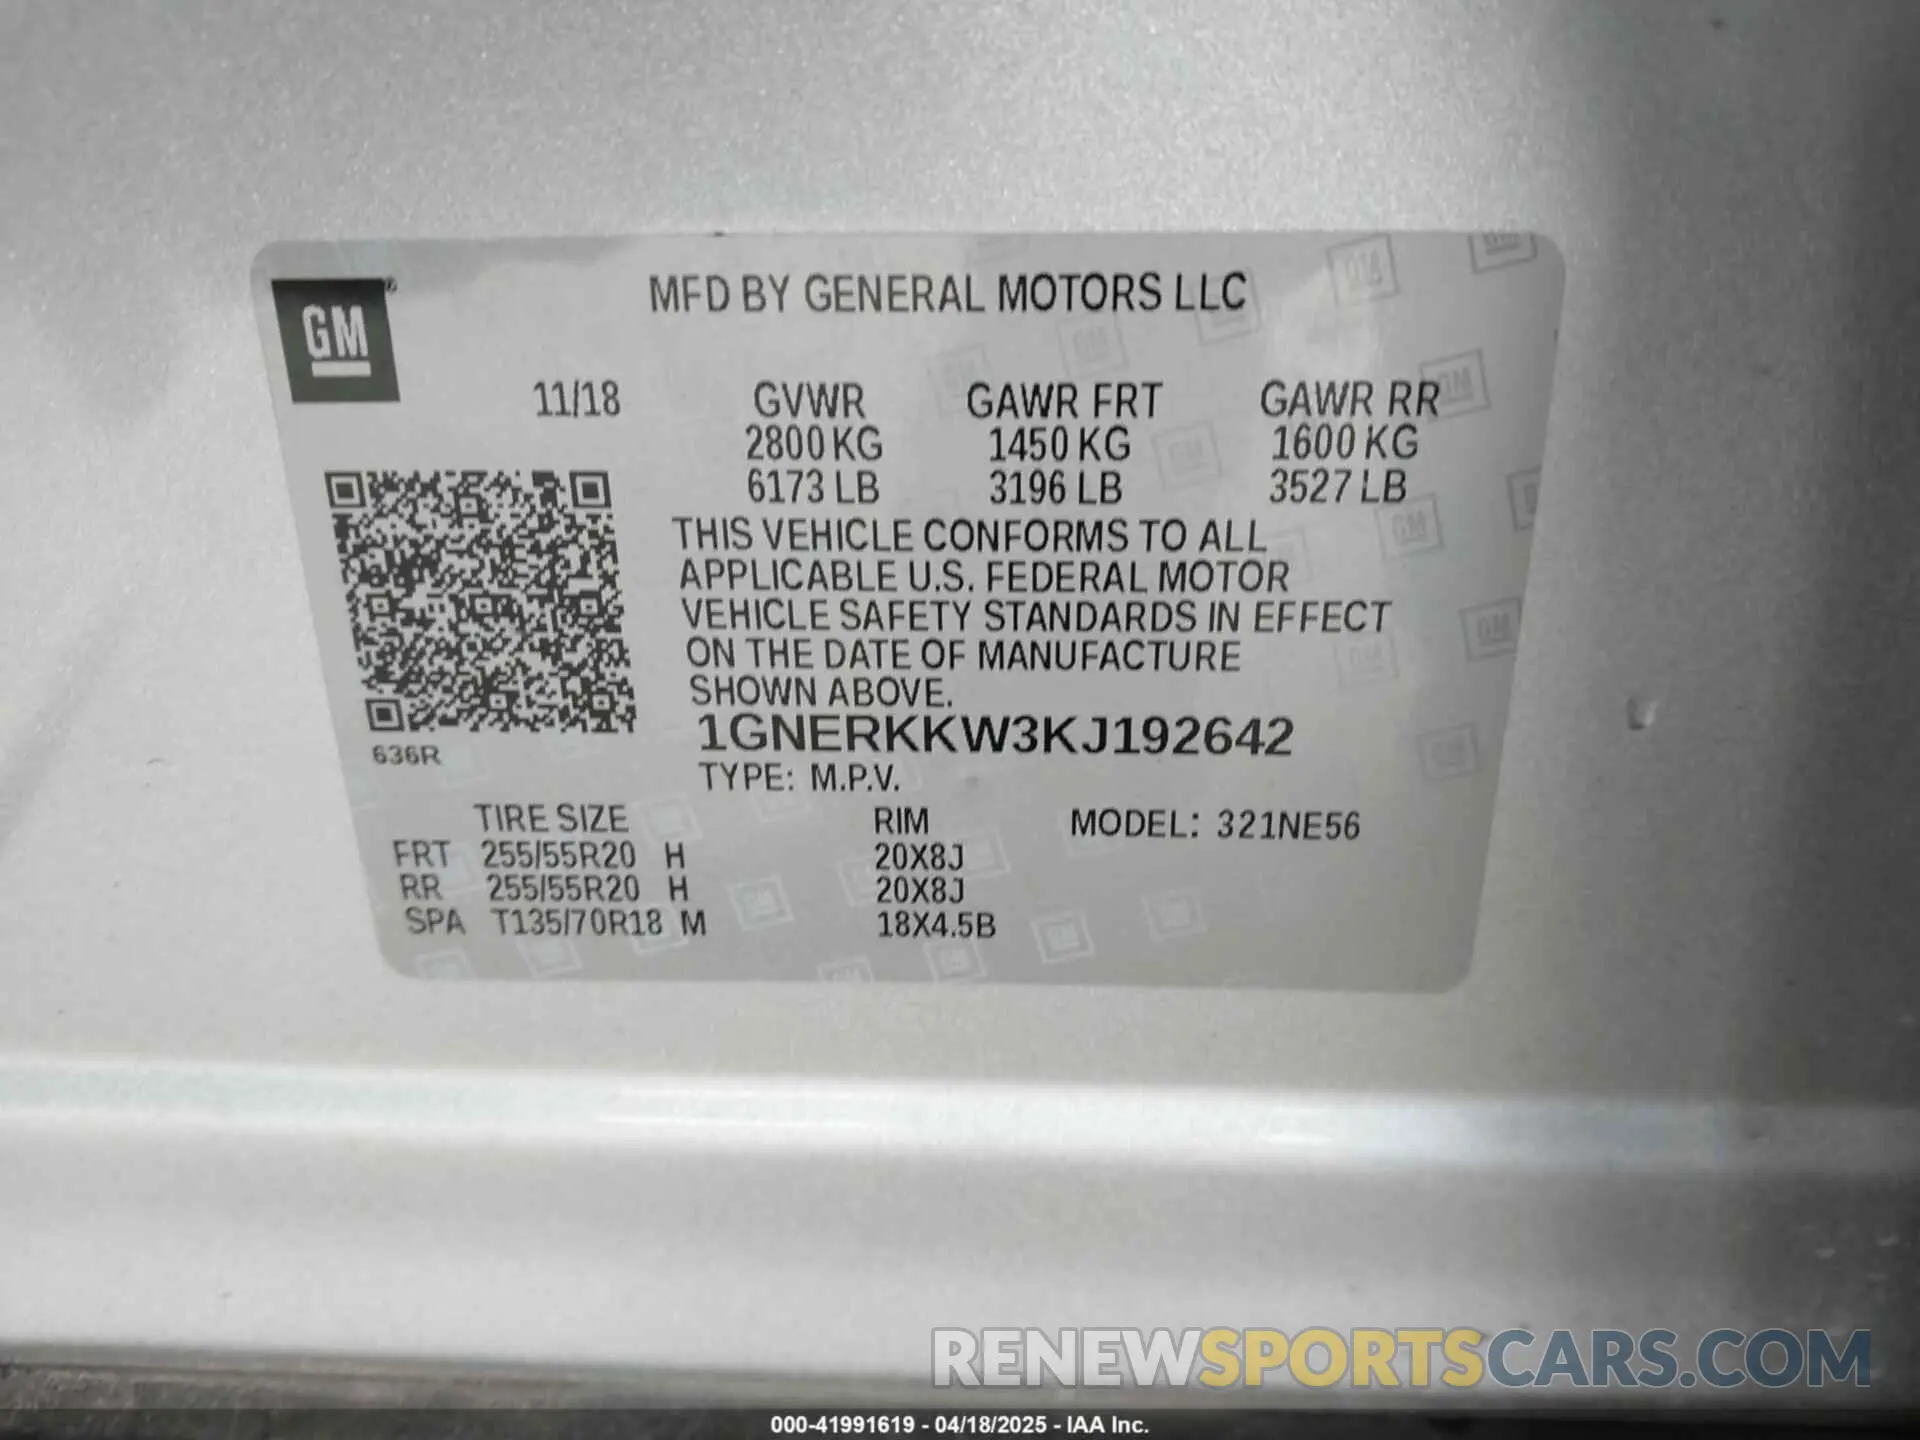 MFD BY GENERAL MOTORS LLC
GM
11/18 GVWR GAWR FRT GAWR RR
2800 KG 1450 KG 1600 KG
6173 LB 3196 LB 3527 LB
THIS VEHICLE CONFORMS TO ALL
APPLICABLE U.S. FEDERAL MOTOR
VEHICLE SAFETY STANDARDS IN EFFECT
ON THE DATE OF MANUFACTURE
SHOWN ABOVE.
1GNERKKW3KJ192642
636R
TYPE: M.P.V.
TIRE SIZE RIM MODEL: 321NE56
FRT 255/55R20 H 20X8J
RR 255/55R20 H 20X8J
SPA T135/70R18 M 18X4.5B
RENEWSPORTSCARS.COM
000-41991619 - 04/18/2025 - IAA Inc.